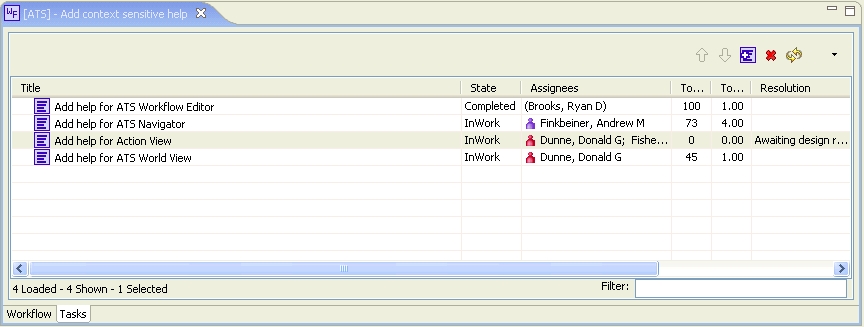 WF [ATS] - Add context sensitive help
Title State Assignees To... To... Resolution
Add help for ATS Workflow Editor Completed (Brooks, Ryan D) 100 1.00
Add help for ATS Navigator InWork Finkbeiner, Andrew M 73 4.00
Add help for Action View InWork Dunne, Donald G; Fishe... 0 0.00 Awaiting design r...
Add help for ATS World View InWork Dunne, Donald G 45 1.00
4 Loaded - 4 Shown - 1 Selected Filter:
Workflow Tasks